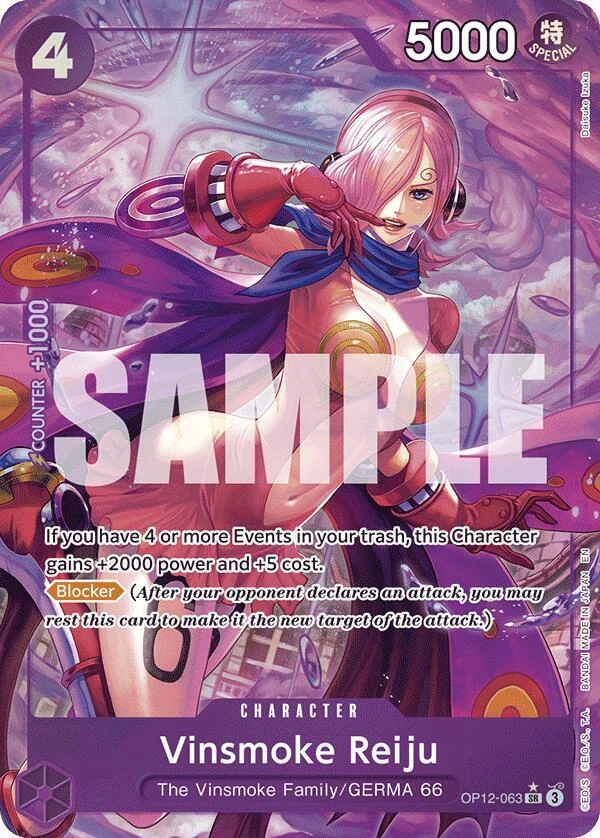 4
5000
特
SPECIAL
Daisuke Izuka
COUNTER +1000
SAMPLE
If you have 4 or more Events in your trash, this Character
gains +2000 power and +5 cost.
Blocker (After your opponent declares an attack, you may
rest this card to make it the new target of the attack.)
66
CHARACTER
Vinsmoke Reiju
The Vinsmoke Family/GERMA 66
OP12-063 SR 3
©E.O/S. ©E.O./S., T.A. BANDAI MADE IN JAPAN EN